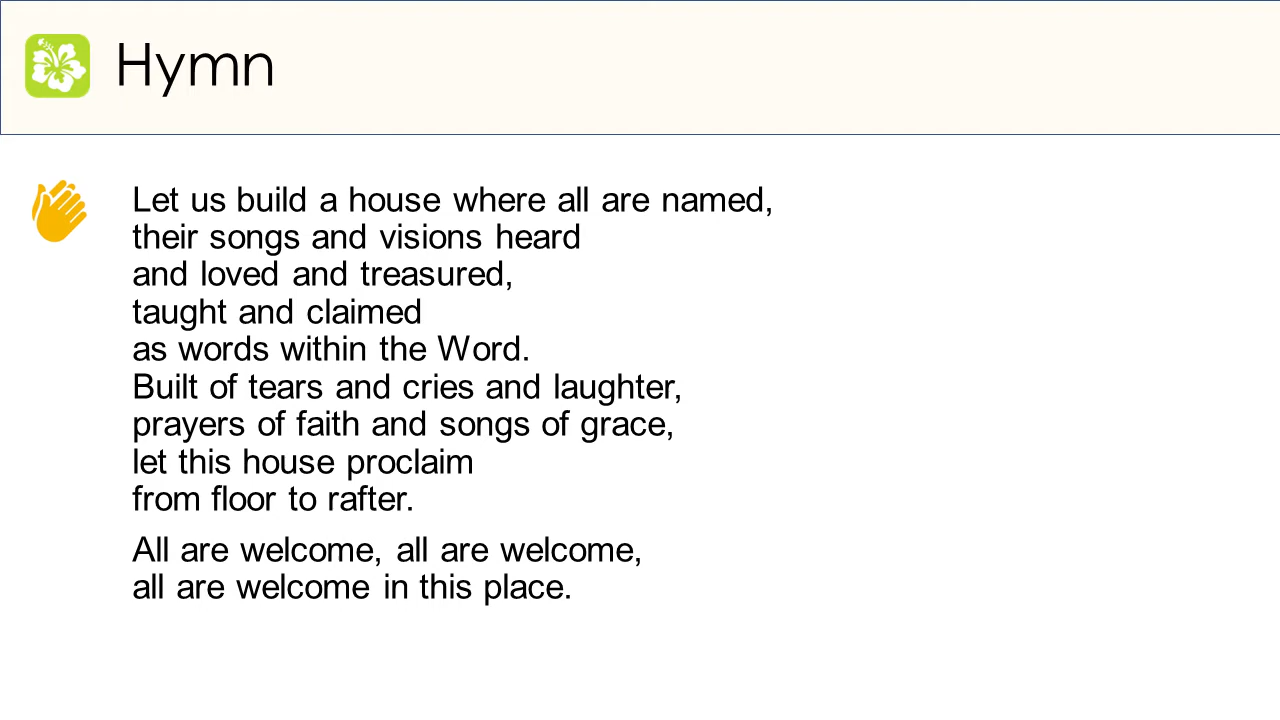 Hymn
Let us build a house where all are named,
their songs and visions heard
and loved and treasured,
taught and claimed
as words within the Word.
Built of tears and cries and laughter,
prayers of faith and songs of grace,
let this house proclaim
from floor to rafter.
All are welcome, all are welcome,
all are welcome in this place.